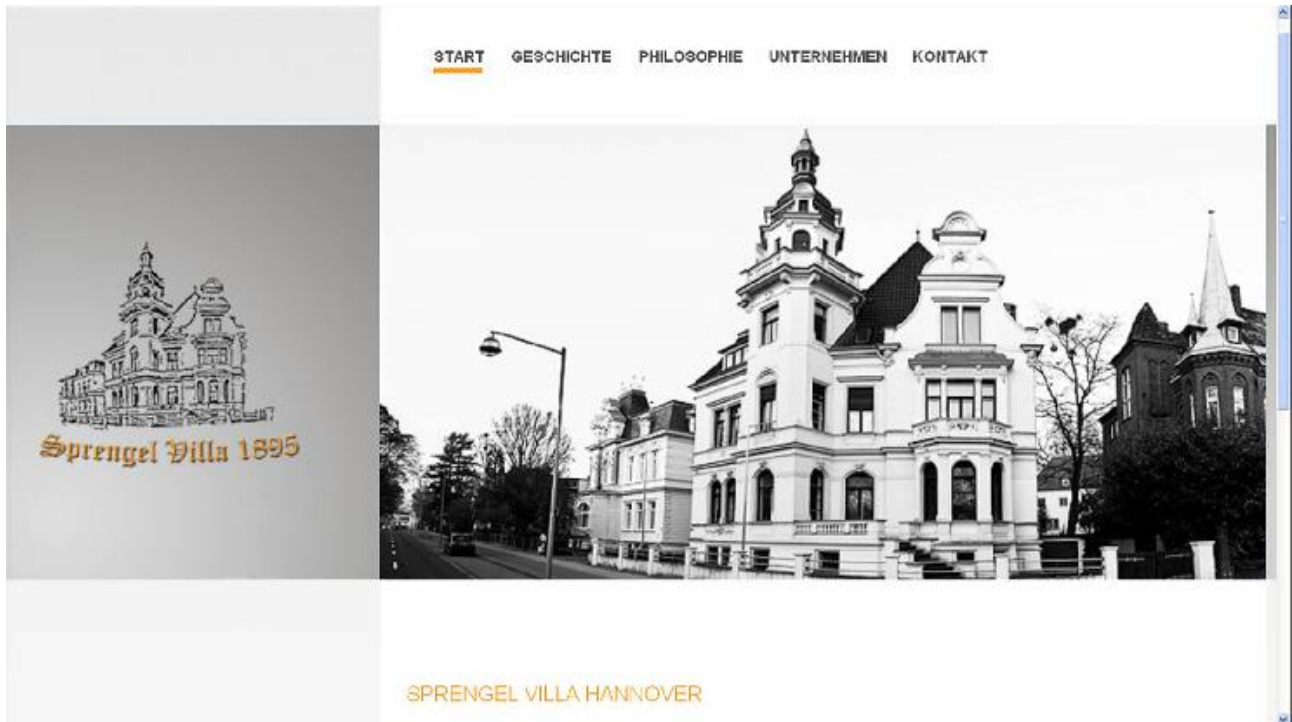 START GESCHICHTE PHILOSOPHIE UNTERNEHMEN KONTAKT
Sprengel Villa 1895
SPRENGEL VILLA HANNOVER